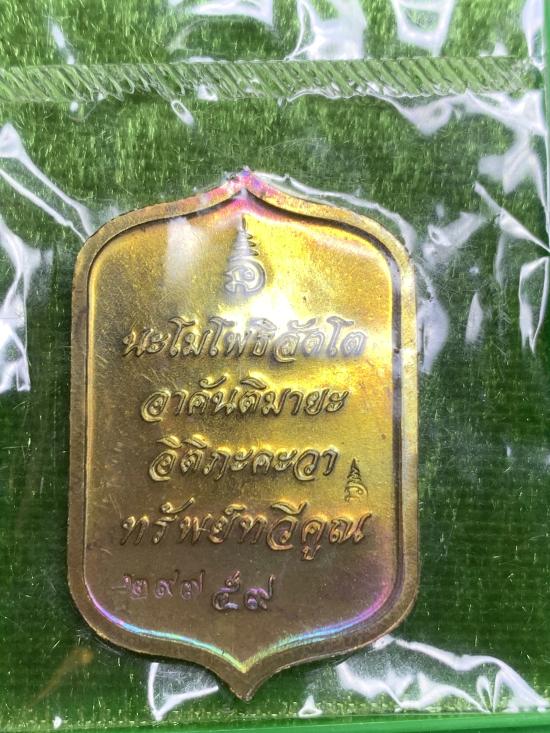 นะโมโพธิสัตโต
อาคันติมายะ
อิติภะคะวา
ทรัพย์ทวีคูณ
๒๙๗ ๕๙